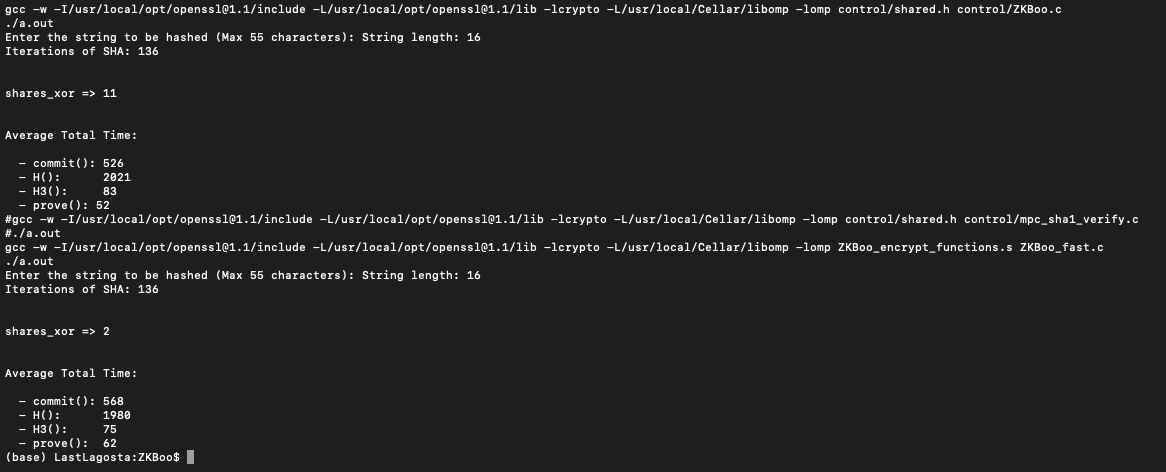 gcc -w -I/usr/local/opt/openssl@1.1/include -L/usr/local/opt/openssl@1.1/lib -lcrypto -L/usr/local/Cellar/libomp -lomp control/shared.h control/ZKBoo.c
./a.out
Enter the string to be hashed (Max 55 characters): String length: 16
Iterations of SHA: 136
shares_xor => 11
Average Total Time:
- commit(): 526
- H():      2021
- H3():     83
- prove(): 52
#gcc -w -I/usr/local/opt/openssl@1.1/include -L/usr/local/opt/openssl@1.1/lib -lcrypto -L/usr/local/Cellar/libomp -lomp control/shared.h control/mpc_sha1_verify.c
#./a.out
gcc -w -I/usr/local/opt/openssl@1.1/include -L/usr/local/opt/openssl@1.1/lib -lcrypto -L/usr/local/Cellar/libomp -lomp ZKBoo_encrypt_functions.s ZKBoo_fast.c
./a.out
Enter the string to be hashed (Max 55 characters): String length: 16
Iterations of SHA: 136
shares_xor => 2
Average Total Time:
- commit(): 568
- H():      1980
- H3():     75
- prove():  62
(base) LastLagosta:ZKBoo$